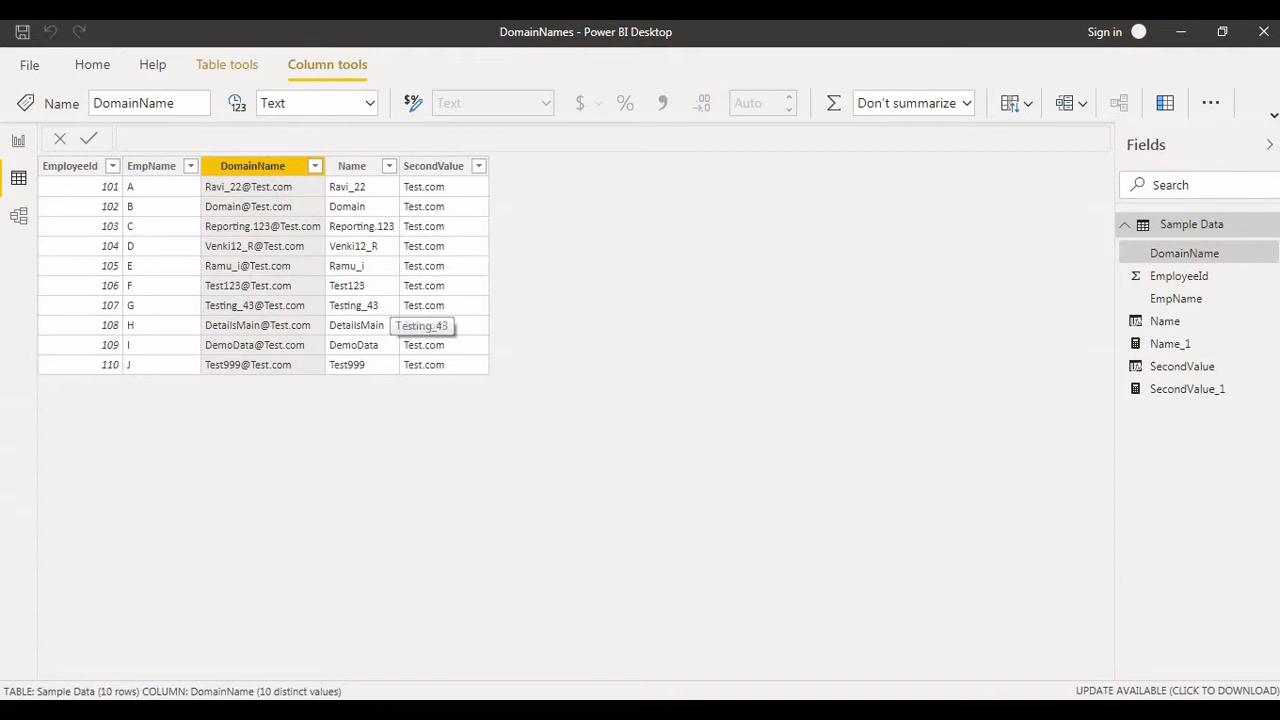 DomainNames - Power BI Desktop
Sign in
File
Home
Help
Table tools
Column tools
Name
DomainName
123
Text
$%
Text
$
%
.00
Auto
Don't summarize
EmployeeId EmpName DomainName Name SecondValue
101 A Ravi_22@Test.com Ravi_22 Test.com
102 B Domain@Test.com Domain Test.com
103 C Reporting.123@Test.com Reporting.123 Test.com
104 D Venki12_R@Test.com Venki12_R Test.com
105 E Ramu_i@Test.com Ramu_i Test.com
106 F Test123@Test.com Test123 Test.com
107 G Testing_43@Test.com Testing_43 Test.com
108 H DetailsMain@Test.com DetailsMain
Testing_43
109 I DemoData@Test.com DemoData Test.com
110 J Test999@Test.com Test999 Test.com
Fields
Search
Sample Data
DomainName
EmployeeId
EmpName
Name
Name_1
SecondValue
SecondValue_1
TABLE: Sample Data (10 rows) COLUMN: DomainName (10 distinct values)
UPDATE AVAILABLE (CLICK TO DOWNLOAD)